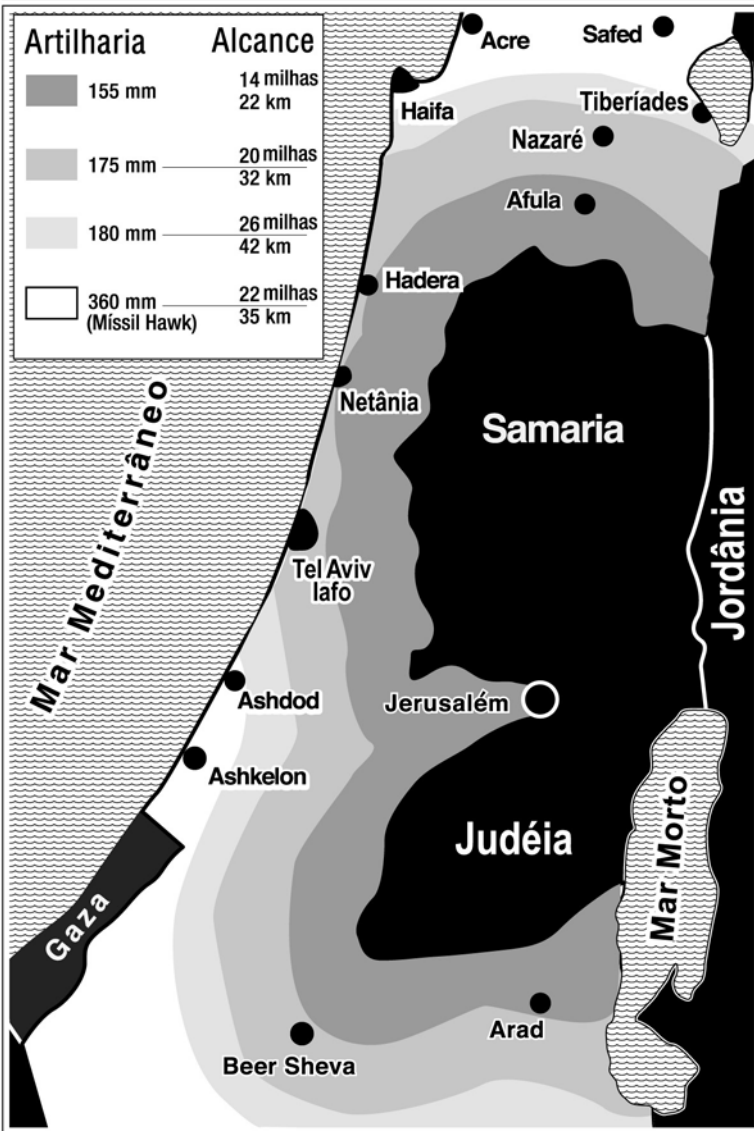 Artilharia Alcance
155 mm 14 milhas
22 km
175 mm 20 milhas
32 km
180 mm 26 milhas
42 km
360 mm 22 milhas
(Míssil Hawk) 35 km
Acre
Safed
Haifa
Tiberíades
Nazaré
Afula
Hadera
Netânia
Samaria
Mar Mediterrâneo
Jordânia
Tel Aviv
Iafo
Ashdod
Jerusalém
Ashkelon
Judéia
Mar Morto
Gaza
Arad
Beer Sheva